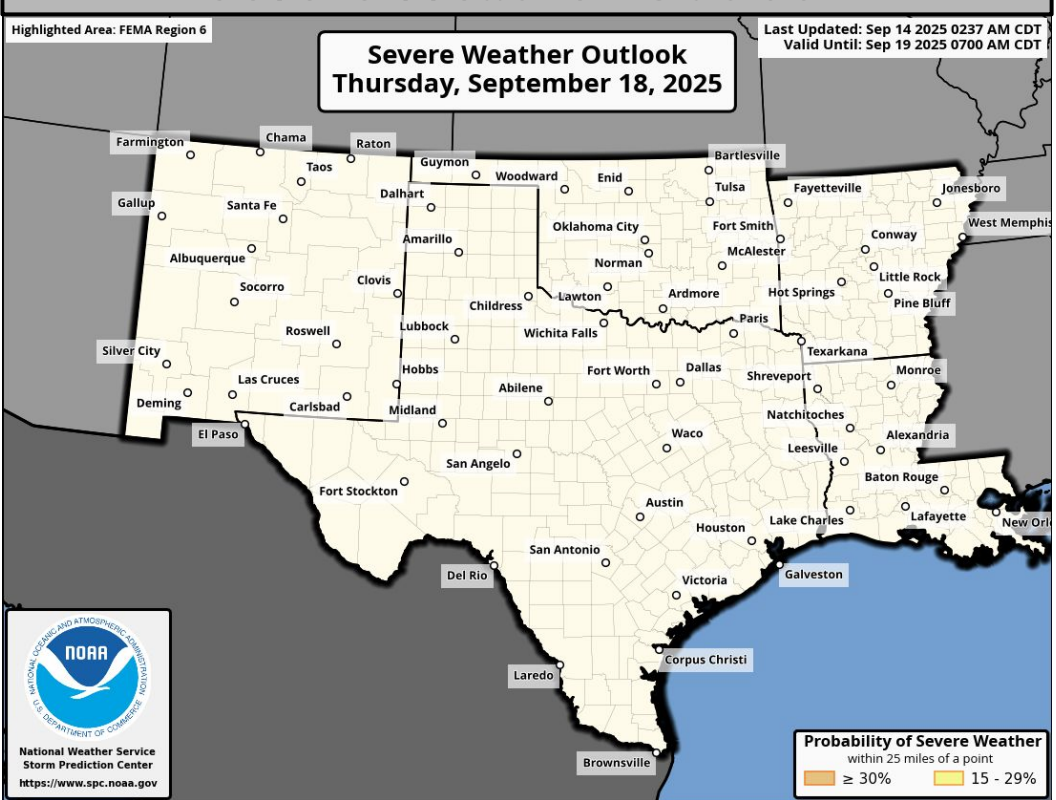 Highlighted Area: FEMA Region 6
Severe Weather Outlook
Thursday, September 18, 2025
Last Updated: Sep 14 2025 0237 AM CDT
Valid Until: Sep 19 2025 0700 AM CDT
Farmington
Chama
Raton
Taos
Guymon
Woodward
Enid
Bartlesville
Tulsa
Fayetteville
Jonesboro
Gallup
Santa Fe
Dalhart
Oklahoma City
Fort Smith
Conway
West Memphis
Albuquerque
Amarillo
Norman
McAlester
Little Rock
Socorro
Clovis
Childress
Lawton
Ardmore
Hot Springs
Pine Bluff
Roswell
Lubbock
Wichita Falls
Paris
Texarkana
Silver City
Las Cruces
Hobbs
Abilene
Fort Worth
Dallas
Shreveport
Monroe
Deming
Carlsbad
Midland
Natchitoches
El Paso
San Angelo
Waco
Leesville
Alexandria
Fort Stockton
Austin
Houston
Lake Charles
Baton Rouge
Lafayette
New Orl
Del Rio
San Antonio
Victoria
Galveston
Laredo
Corpus Christi
Brownsville
NATIONAL OCEANIC AND ATMOSPHERIC ADMINISTRATION
NOAA
U.S. DEPARTMENT OF COMMERCE
National Weather Service
Storm Prediction Center
https://www.spc.noaa.gov
Probability of Severe Weather
within 25 miles of a point
≥ 30%
15 - 29%